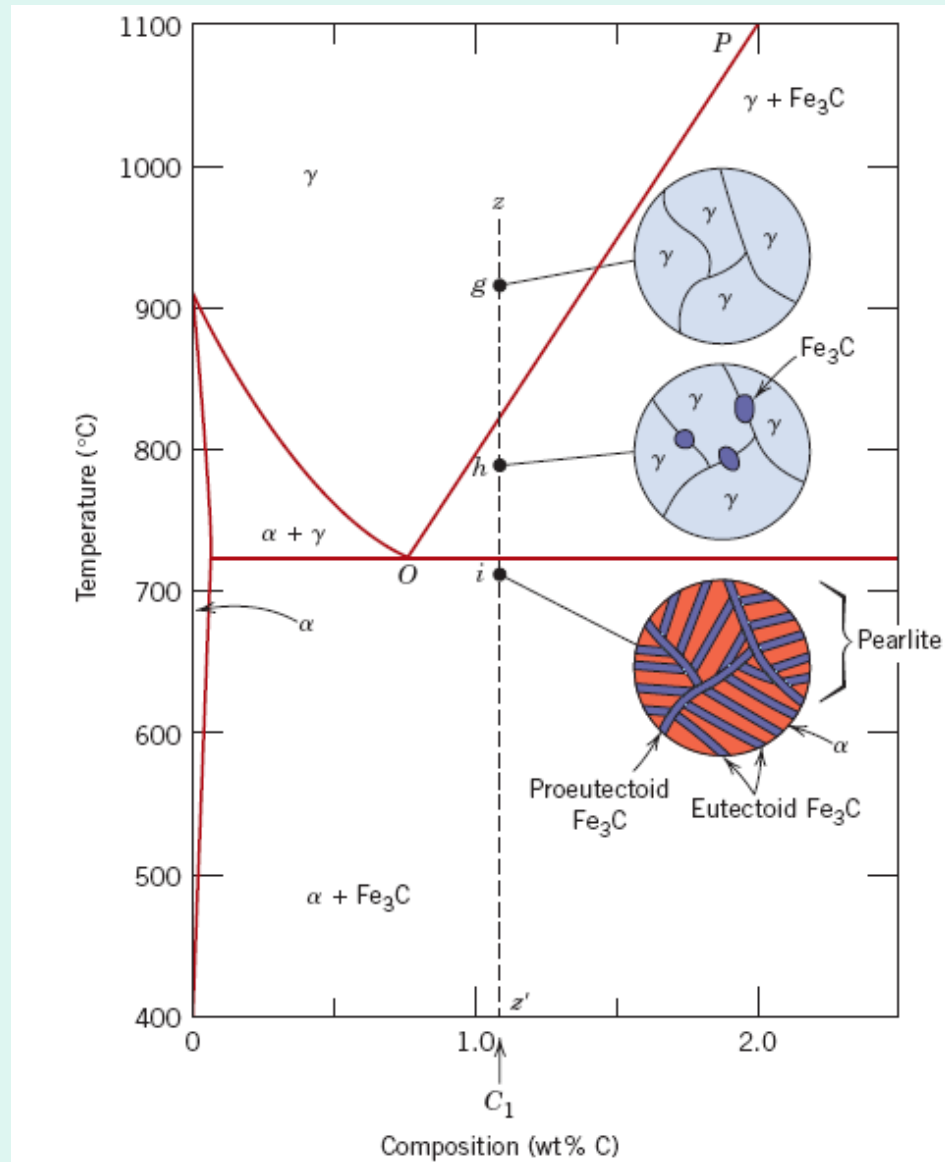 1100
P
γ + Fe₃C
1000
γ
z
γ
γ
γ
g
γ
900
Fe₃C
γ
γ
800
h
γ
γ
Temperature (°C)
α + γ
O
i
700
α
Pearlite
600
α
Proeutectoid
Fe₃C
Eutectoid Fe₃C
500
α + Fe₃C
z'
400
0
1.0
2.0
C₁
Composition (wt% C)